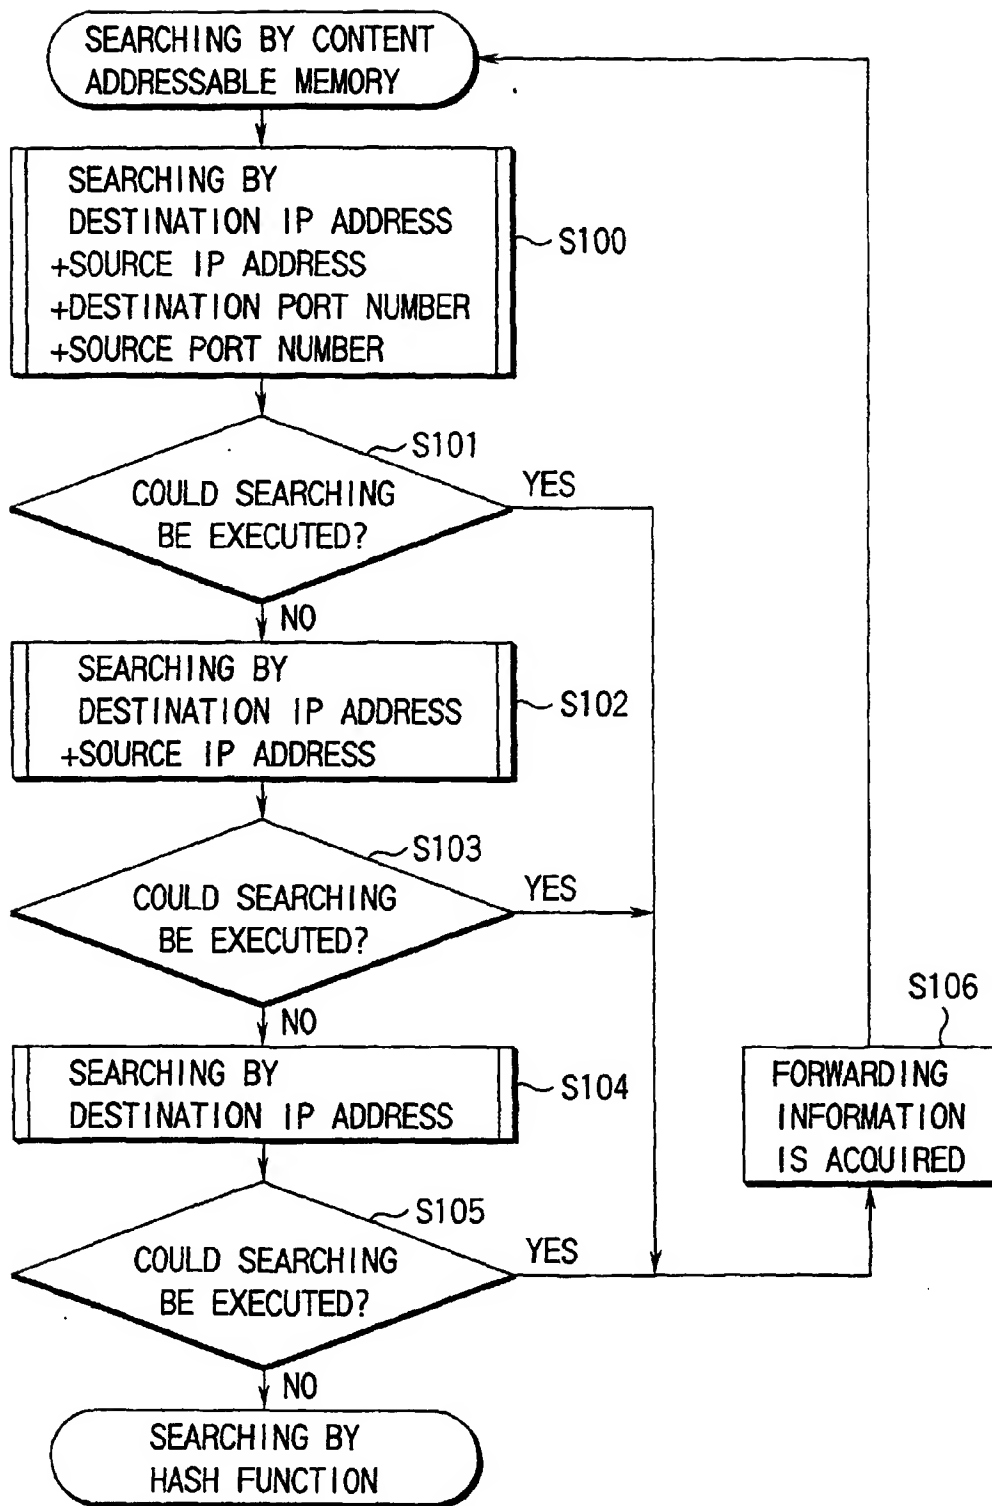 SEARCHING BY CONTENT
ADDRESSABLE MEMORY
SEARCHING BY
DESTINATION IP ADDRESS
+SOURCE IP ADDRESS
+DESTINATION PORT NUMBER
+SOURCE PORT NUMBER
S100
S101
COULD SEARCHING
BE EXECUTED?
YES
NO
SEARCHING BY
DESTINATION IP ADDRESS
+SOURCE IP ADDRESS
S102
S103
COULD SEARCHING
BE EXECUTED?
YES
NO
SEARCHING BY
DESTINATION IP ADDRESS
S104
S106
FORWARDING
INFORMATION
IS ACQUIRED
S105
COULD SEARCHING
BE EXECUTED?
YES
NO
SEARCHING BY
HASH FUNCTION